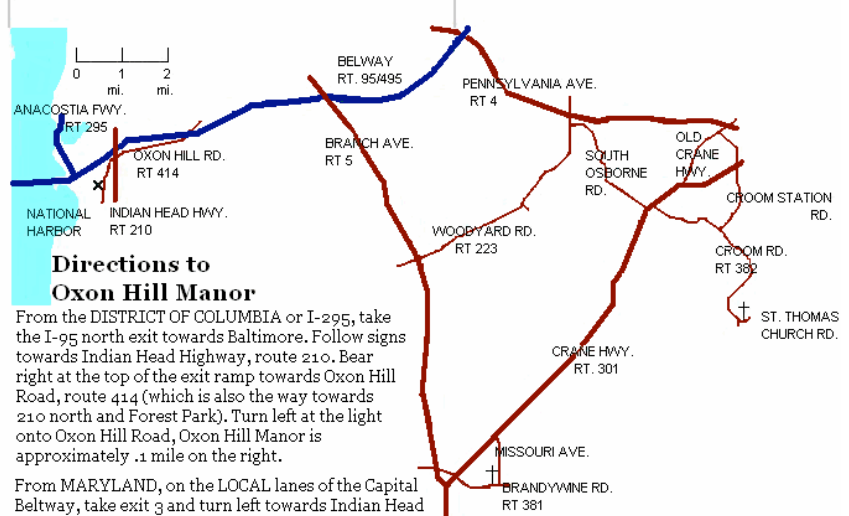 BELWAY
RT. 95/495
0 1 2
mi. mi.
PENNSYLVANIA AVE.
RT 4
ANACOSTIA FWY.
RT 295
OXON HILL RD.
RT 414
BRANCH AVE.
RT 5
SOUTH
OSBORNE
RD.
OLD
CRANE
HWY.
CROOM STATION
RD.
NATIONAL
HARBOR
INDIAN HEAD HWY.
RT 210
WOODYARD RD.
RT 223
CROOM RD.
RT 382
ST. THOMAS
CHURCH RD.
CRANE HWY.
RT. 301
MISSOURI AVE.
BRANDYWINE RD.
RT 381
Directions to
Oxon Hill Manor
From the DISTRICT OF COLUMBIA or I-295, take
the I-95 north exit towards Baltimore. Follow signs
towards Indian Head Highway, route 210. Bear
right at the top of the exit ramp towards Oxon Hill
Road, route 414 (which is also the way towards
210 north and Forest Park). Turn left at the light
onto Oxon Hill Road, Oxon Hill Manor is
approximately .1 mile on the right.
From MARYLAND, on the LOCAL lanes of the Capital
Beltway, take exit 3 and turn left towards Indian Head